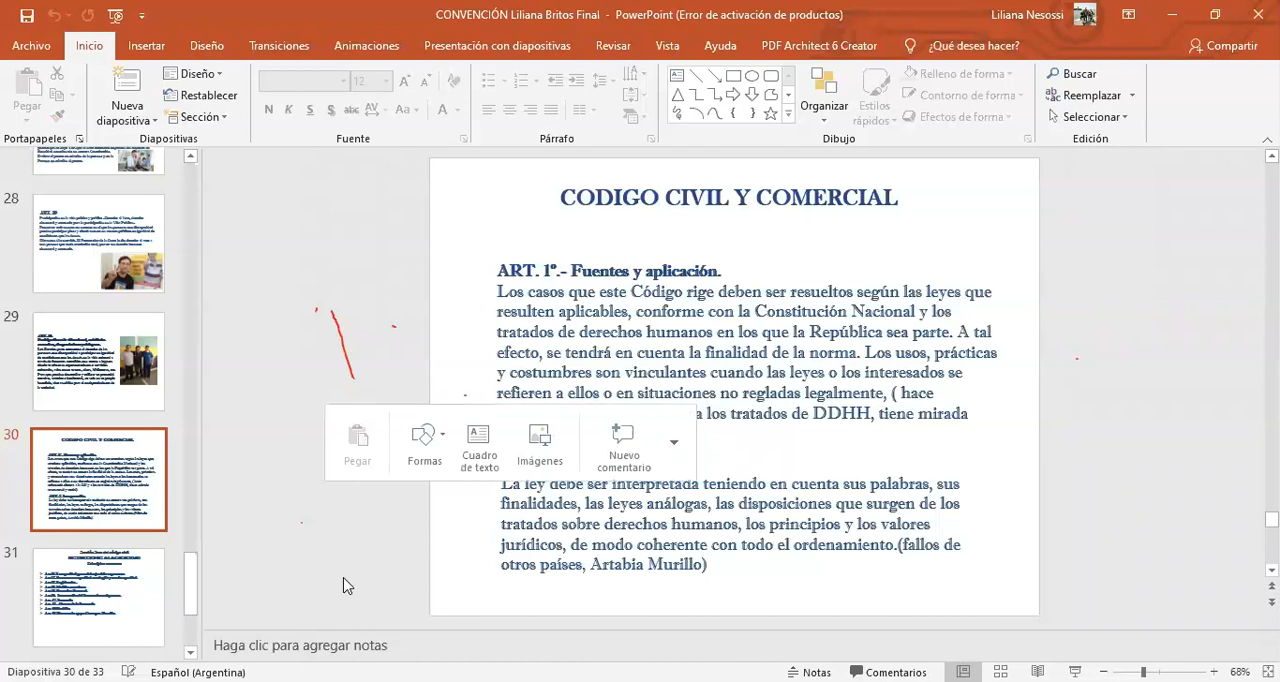 CONVENCIÓN Liliana Britos Final - PowerPoint (Error de activación de productos)
Liliana Nesossi
Archivo
Inicio
Insertar
Diseño
Transiciones
Animaciones
Presentación con diapositivas
Revisar
Vista
Ayuda
PDF Architect 6 Creator
¿Qué desea hacer?
Compartir
Pegar
Nueva
diapositiva
Diseño
Restablecer
Sección
12
N K S S abc AV Aa A
Organizar
Estilos
rápidos
Relleno de forma
Contorno de forma
Efectos de forma
Buscar
Reemplazar
Seleccionar
Portapapeles
Diapositivas
Fuente
Párrafo
Dibujo
Edición
28
29
30
31
CODIGO CIVIL Y COMERCIAL
ART. 1º.- Fuentes y aplicación.
Los casos que este Código rige deben ser resueltos según las leyes que
resulten aplicables, conforme con la Constitución Nacional y los
tratados de derechos humanos en los que la República sea parte. A tal
efecto, se tendrá en cuenta la finalidad de la norma. Los usos, prácticas
y costumbres son vinculantes cuando las leyes o los interesados se
refieren a ellos o en situaciones no regladas legalmente, ( hace
a los tratados de DDHH, tiene mirada
Pegar
Formas
Cuadro
de texto
Imágenes
Nuevo
comentario
La ley debe ser interpretada teniendo en cuenta sus palabras, sus
finalidades, las leyes análogas, las disposiciones que surgen de los
tratados sobre derechos humanos, los principios y los valores
jurídicos, de modo coherente con todo el ordenamiento.(fallos de
otros países, Artabia Murillo)
Haga clic para agregar notas
Diapositiva 30 de 33
Español (Argentina)
Notas
Comentarios
68%